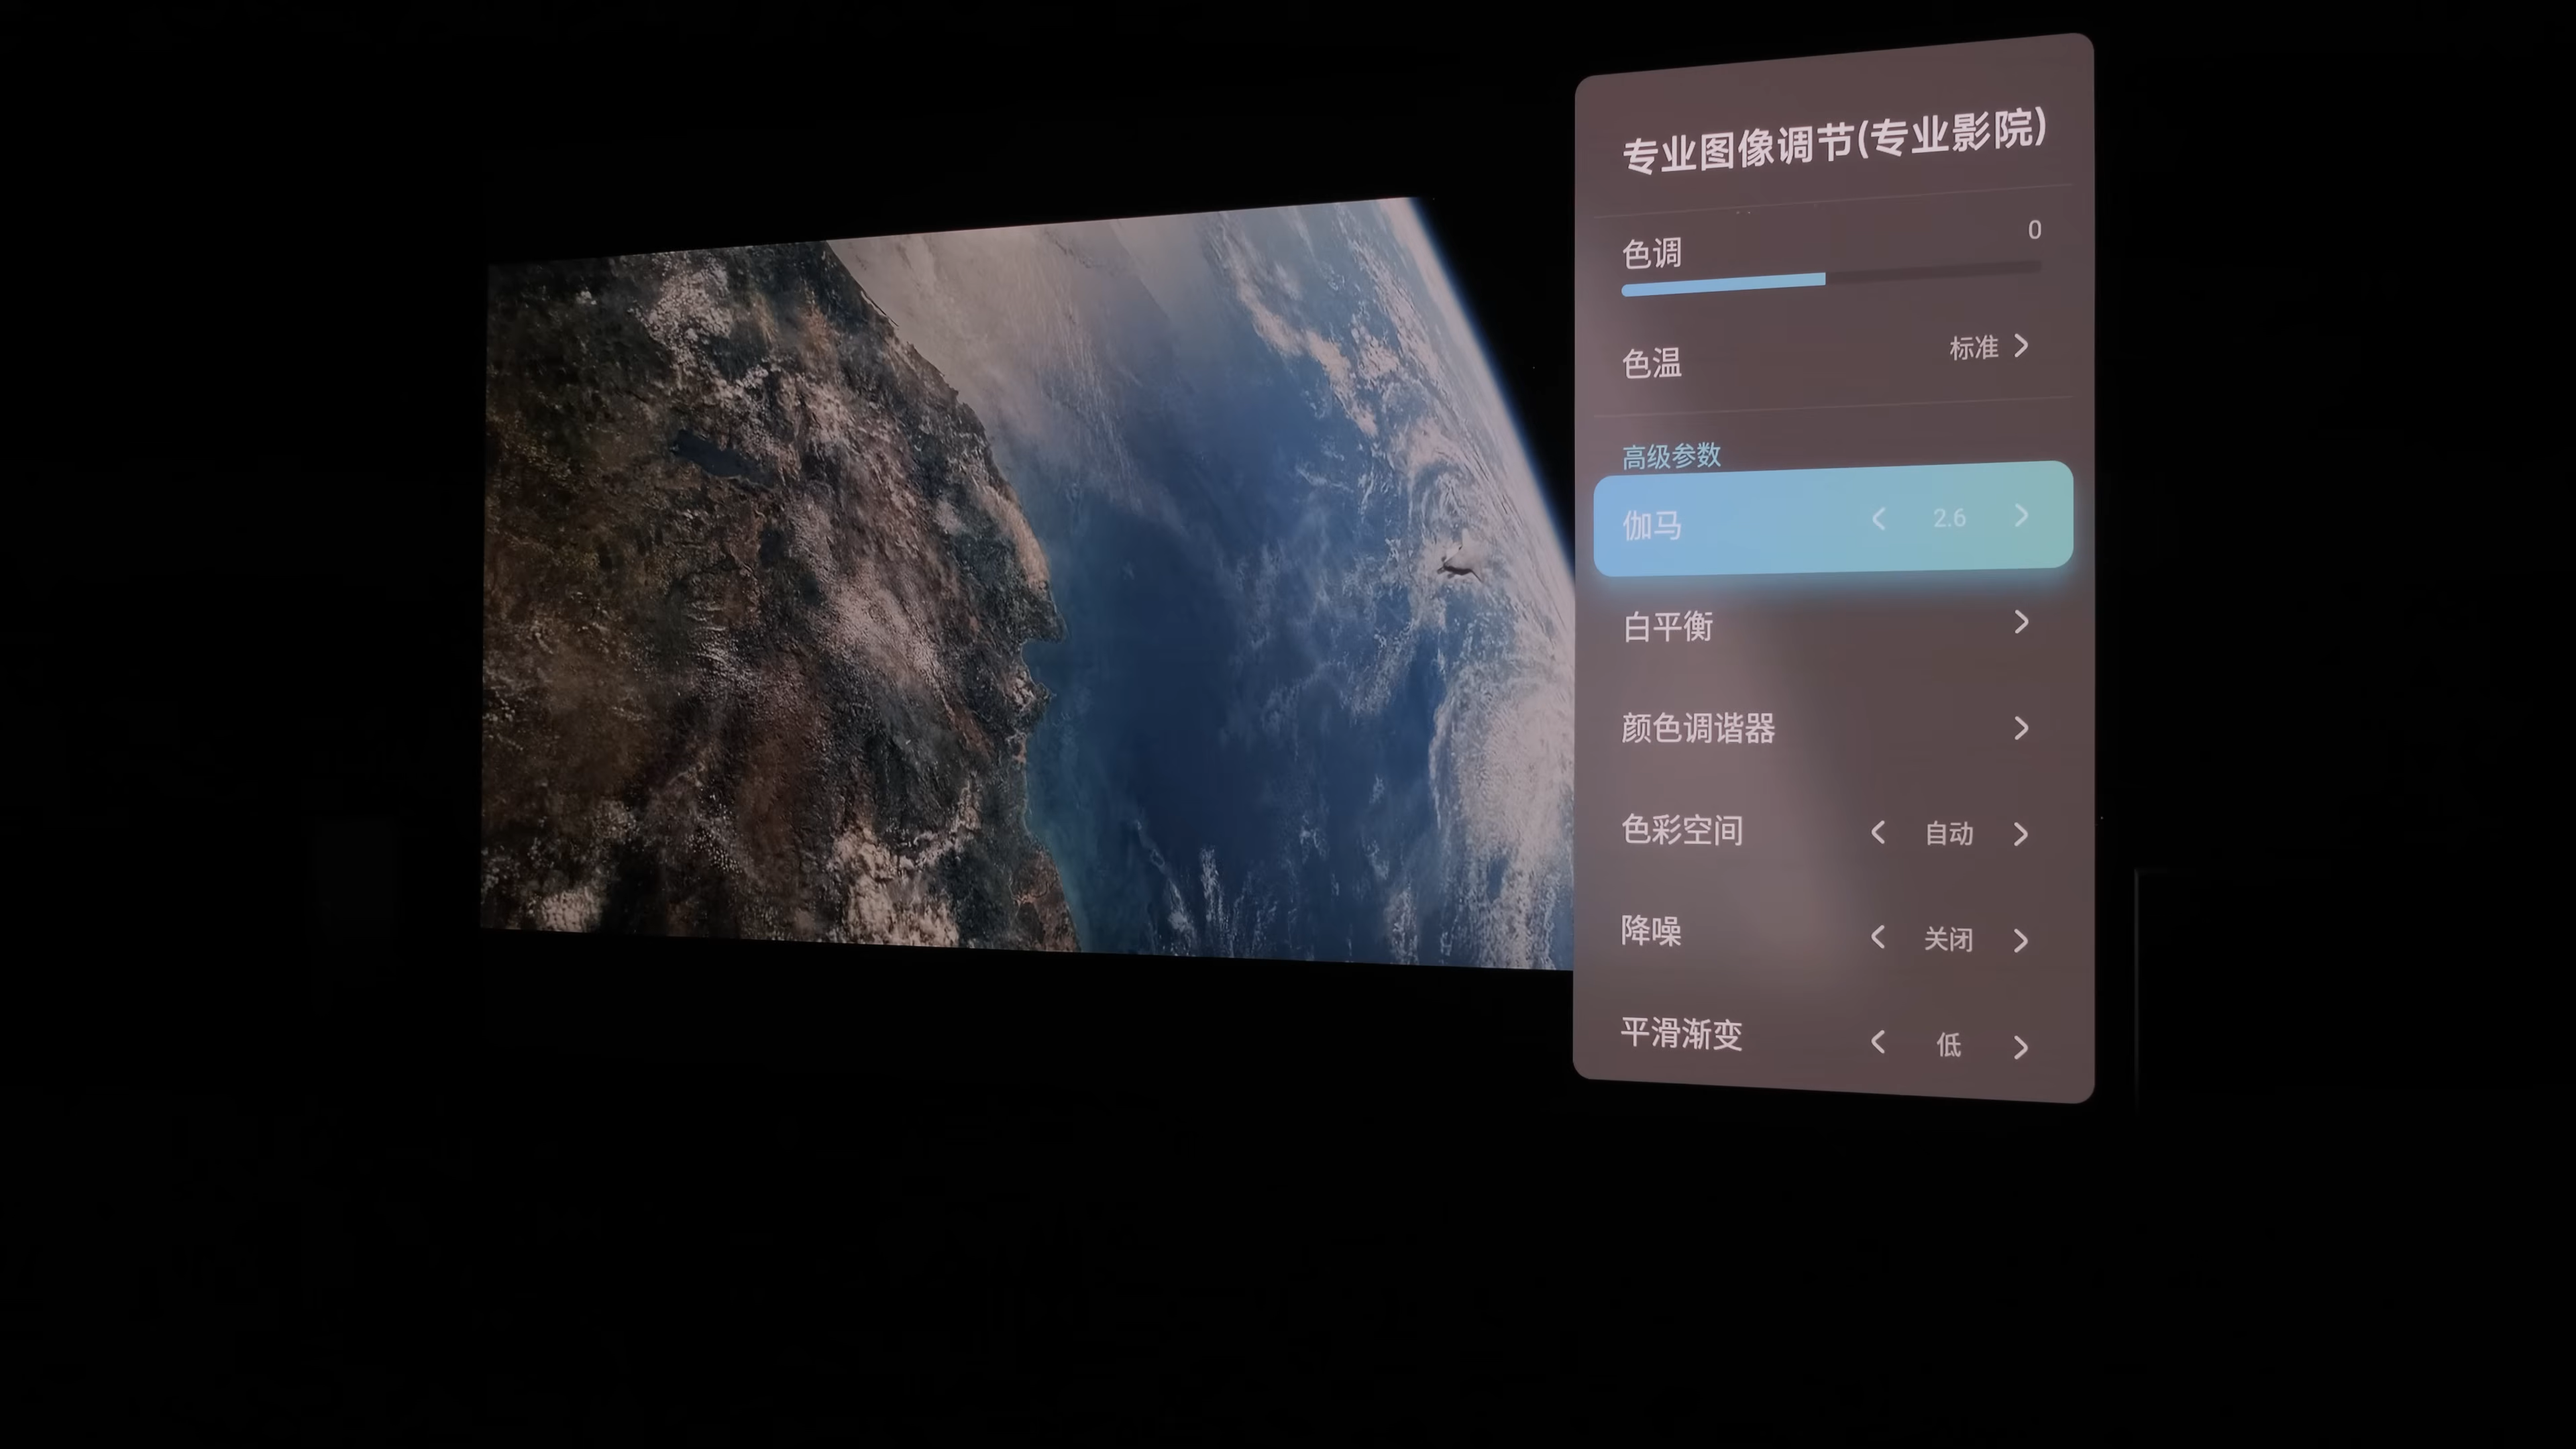 专业图像调节(专业影院)
色调 0
色温 标准
高级参数
伽马 2.6
白平衡
颜色调谐器
色彩空间 自动
降噪 关闭
平滑渐变 低